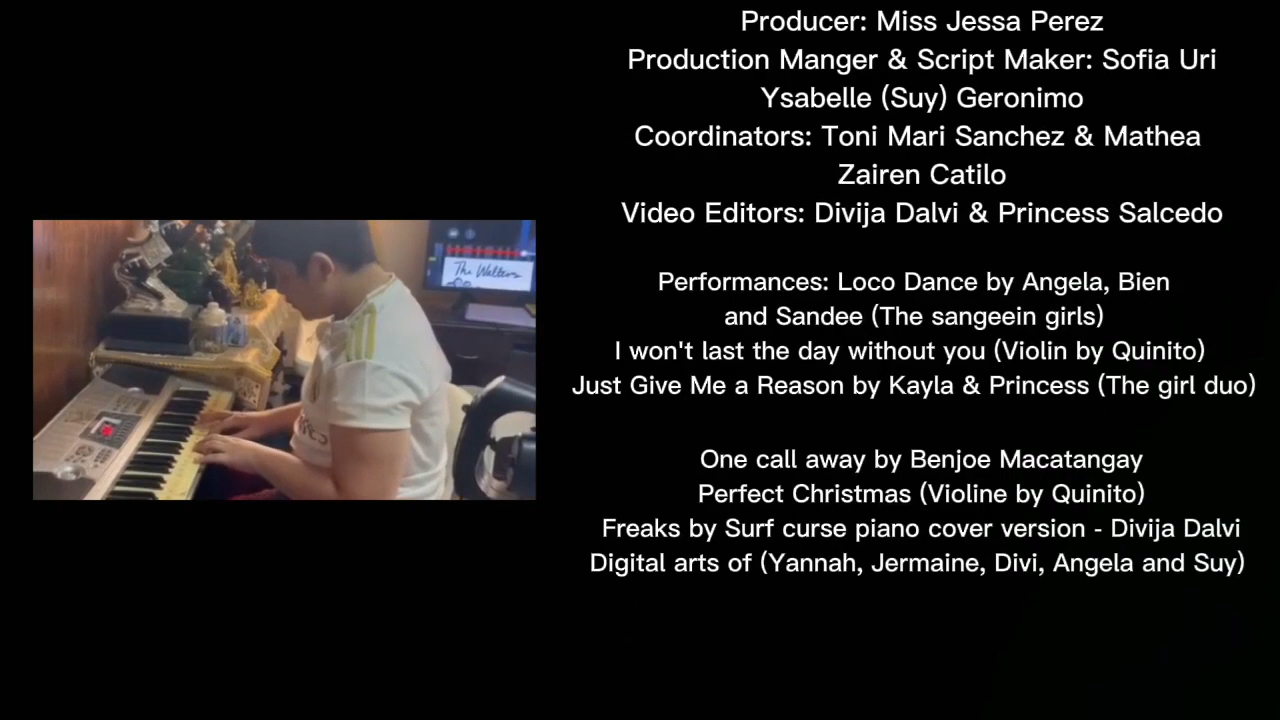 Producer: Miss Jessa Perez
Production Manger & Script Maker: Sofia Uri
Ysabelle (Suy) Geronimo
Coordinators: Toni Mari Sanchez & Mathea
Zairen Catilo
Video Editors: Divija Dalvi & Princess Salcedo
Performances: Loco Dance by Angela, Bien
and Sandee (The sangeein girls)
I won't last the day without you (Violin by Quinito)
Just Give Me a Reason by Kayla & Princess (The girl duo)
One call away by Benjoe Macatangay
Perfect Christmas (Violine by Quinito)
Freaks by Surf curse piano cover version - Divija Dalvi
Digital arts of (Yannah, Jermaine, Divi, Angela and Suy)
The Walters